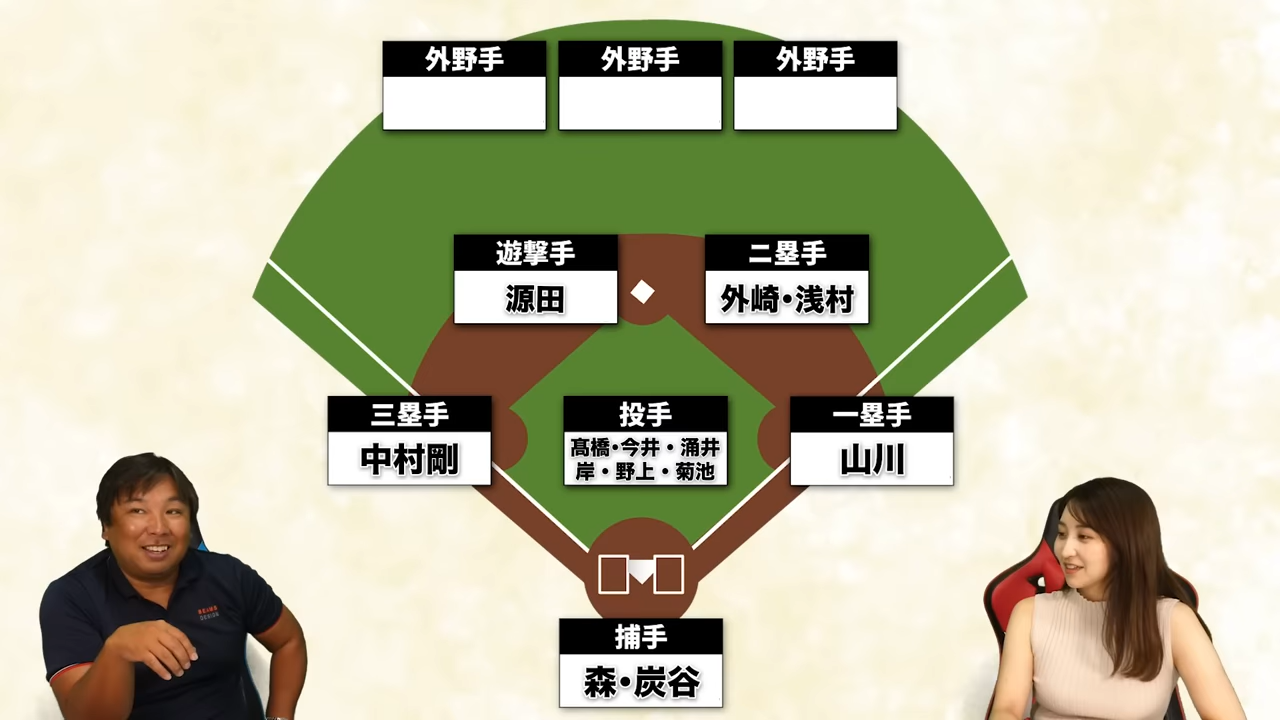 外野手
外野手
外野手
遊撃手
源田
二塁手
外崎・浅村
三塁手
中村剛
投手
髙橋・今井・涌井
岸・野上・菊池
一塁手
山川
捕手
森・炭谷